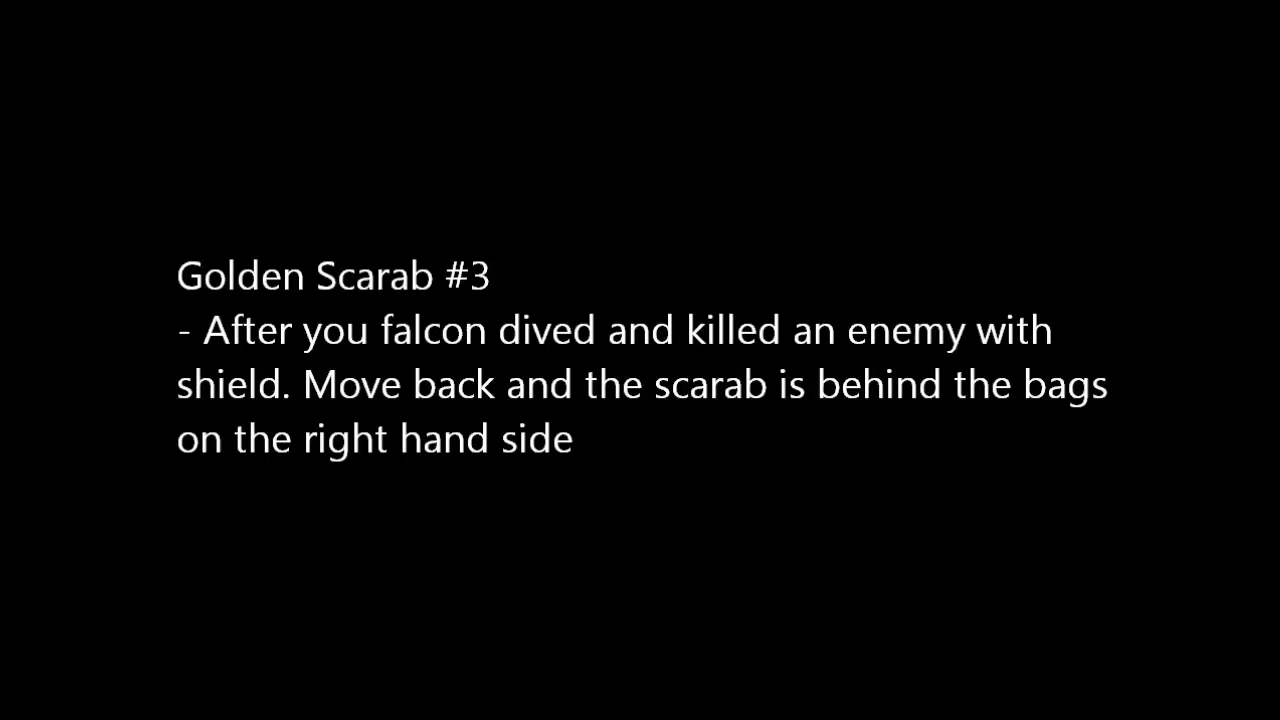 Golden Scarab #3
- After you falcon dived and killed an enemy with
shield. Move back and the scarab is behind the bags
on the right hand side